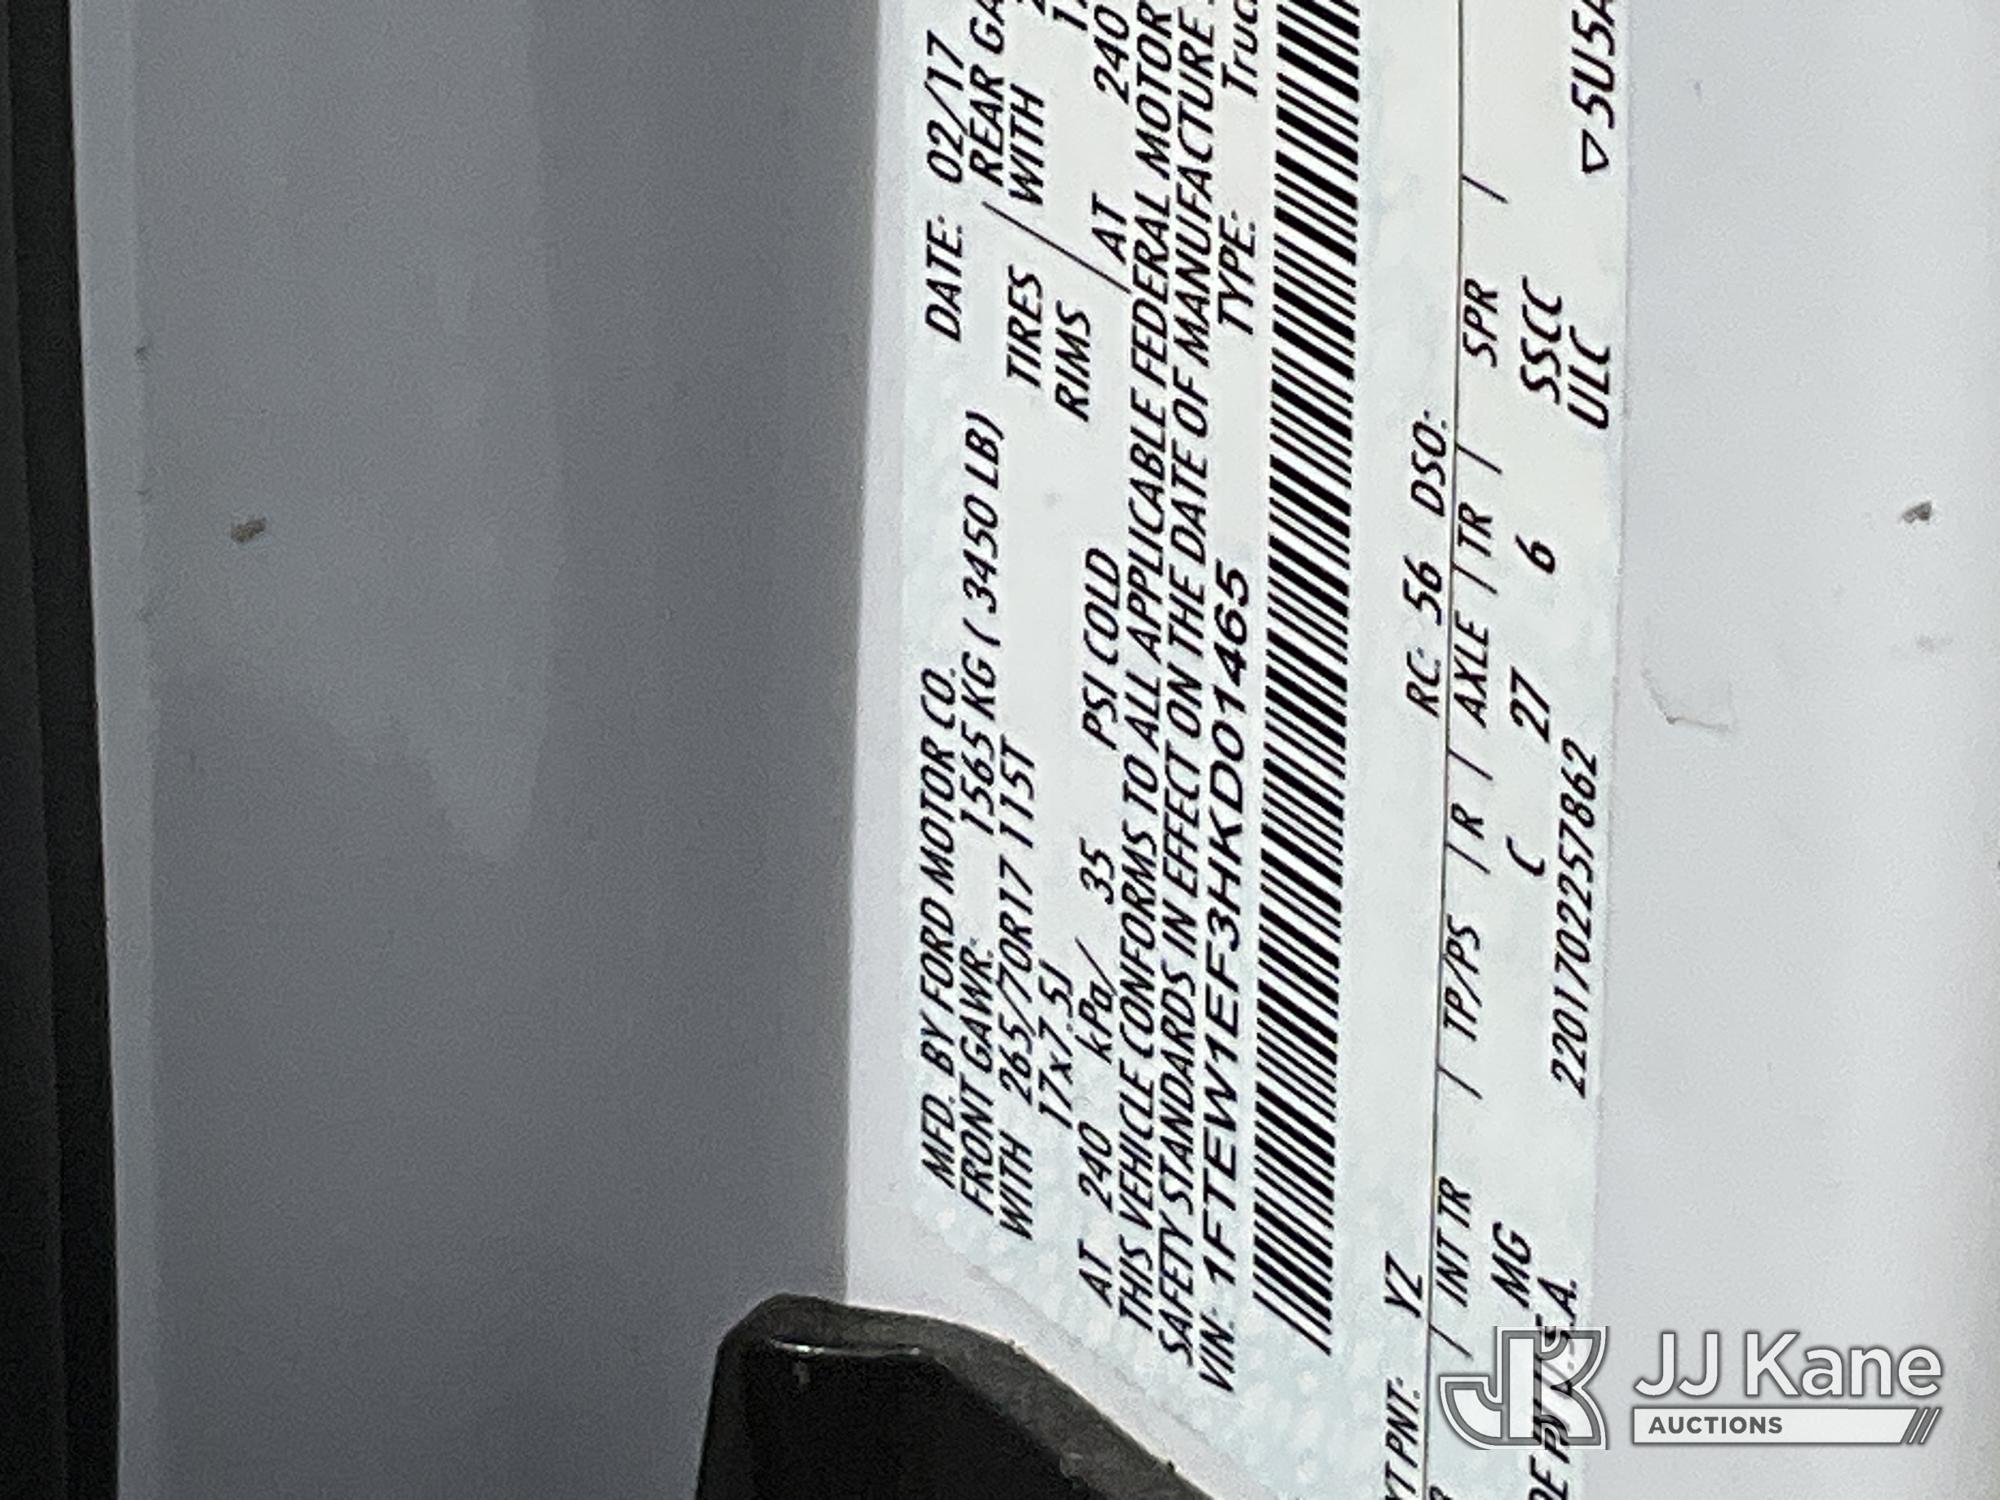 MFD. BY FORD MOTOR CO.
DATE: 02/17
FRONT GAWR: 1565 KG ( 3450 LB)
REAR
WITH 265/70R17 115T
TIRES
WITH
17x7.5J
RIMS
AT 240 kPa/ 35 PSI COLD
AT 240
THIS VEHICLE CONFORMS TO ALL APPLICABLE FEDERAL MOTOR
SAFETY STANDARDS IN EFFECT ON THE DATE OF MANUFACTURE
VIN: 1FTEW1EF3HKD01465
TYPE: Truc
PNT: YZ
RC: 56 DSO:
INT TR TP/PS R AXLE TR SPR
MG C 27 6 SSCC
2201702257862
ULC
5U5A
JJ Kane
AUCTIONS